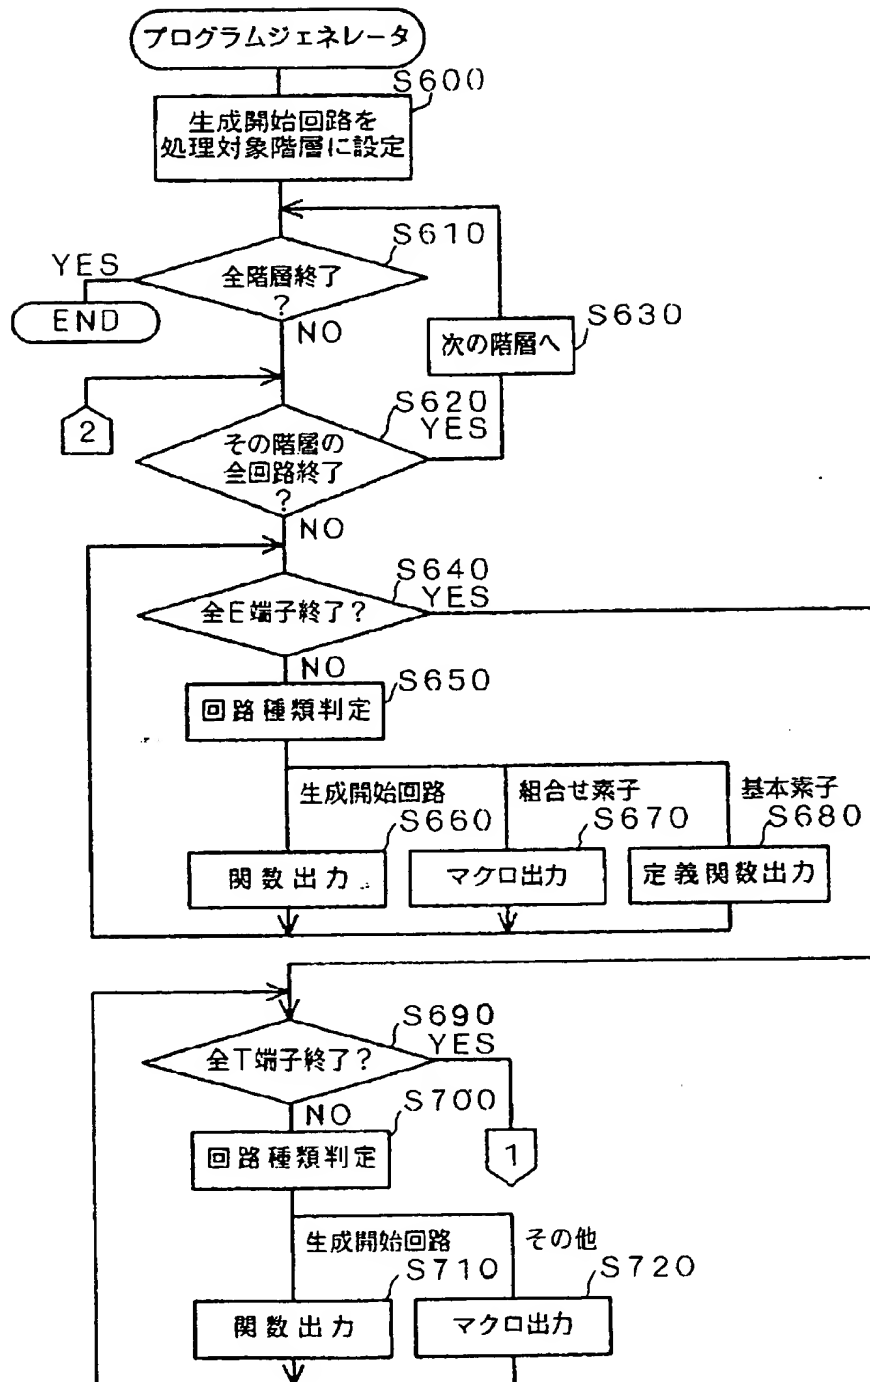 プログラムジェネレータ
S600
生成開始回路を
処理対象階層に設定
S610
YES
全階層終了
?
END
NO
S630
次の階層へ
2
S620
YES
その階層の
全回路終了
?
NO
S640
全E端子終了?
YES
NO
S650
回路種類判定
生成開始回路
組合せ素子
基本素子
S660
S670
S680
関数出力
マクロ出力
定義関数出力
S690
全T端子終了?
YES
NO
S700
回路種類判定
1
生成開始回路
その他
S710
S720
関数出力
マクロ出力